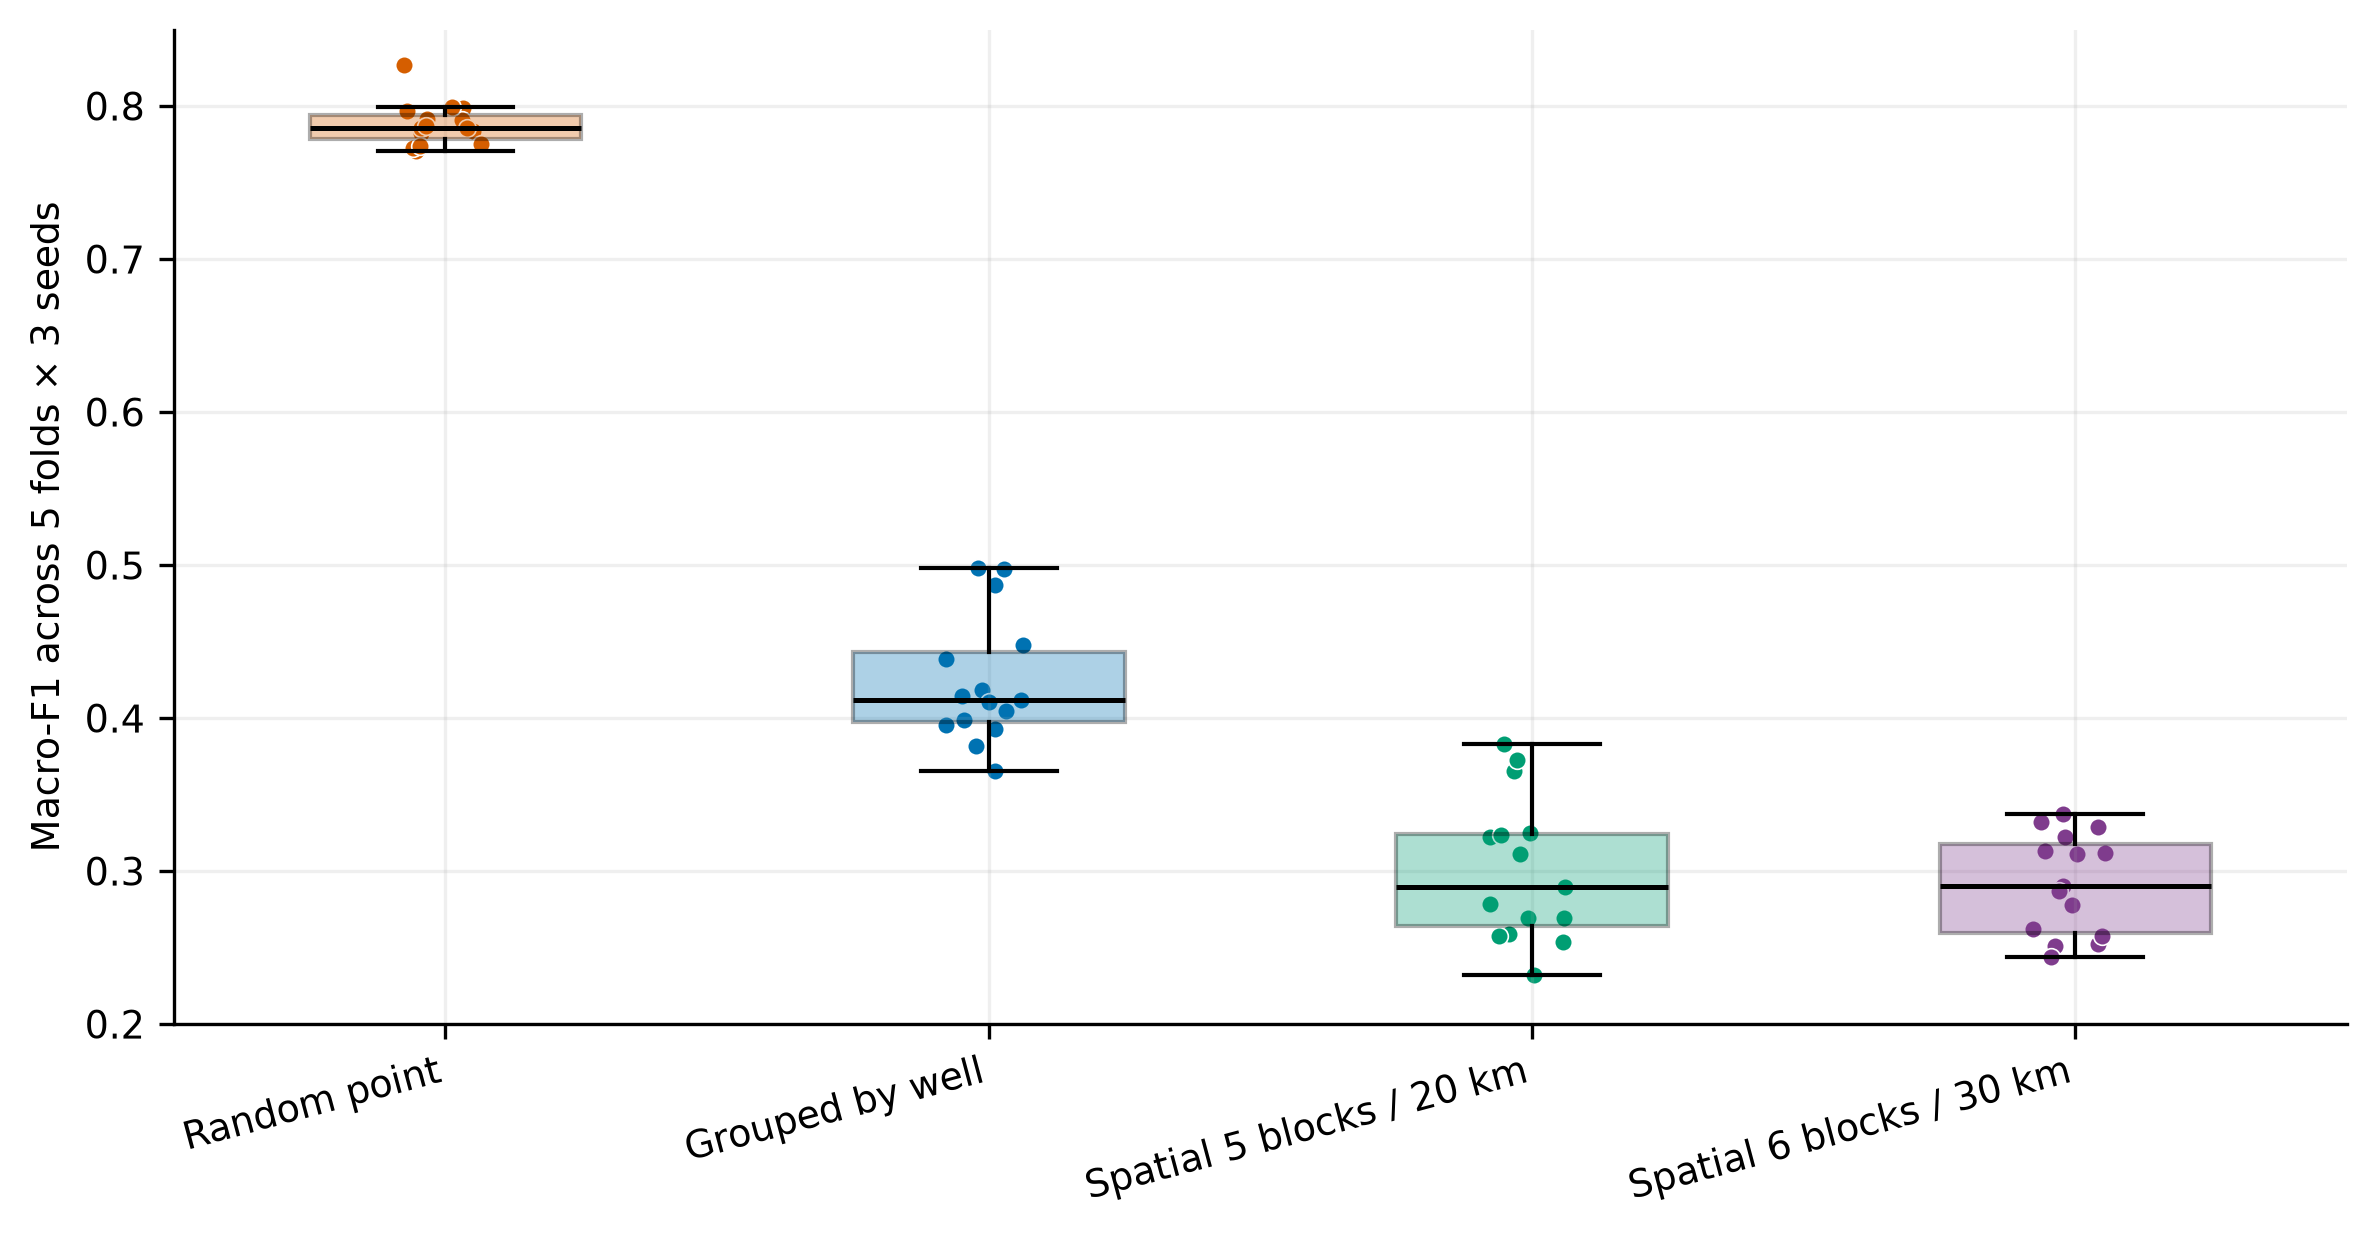 Macro-F1 across 5 folds × 3 seeds
0.8
0.7
0.6
0.5
0.4
0.3
0.2
Random point
Grouped by well
Spatial 5 blocks / 20 km
Spatial 6 blocks / 30 km